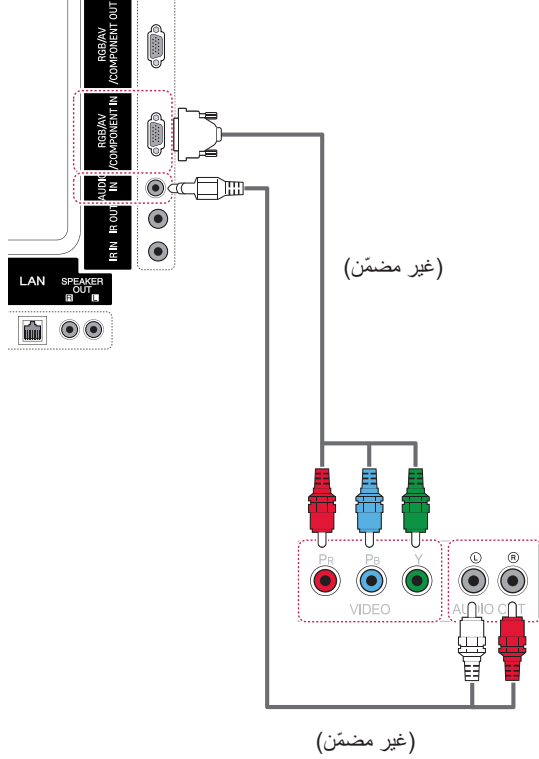 RGB/AV
/COMPONENT OUT
RGB/AV
/COMPONENT IN
AUDIO
IN
IR OUT
IR IN
(غير مضمّن)
LAN
SPEAKER
OUT
R L
PR PB Y
L R
VIDEO
AUDIO OUT
(غير مضمّن)